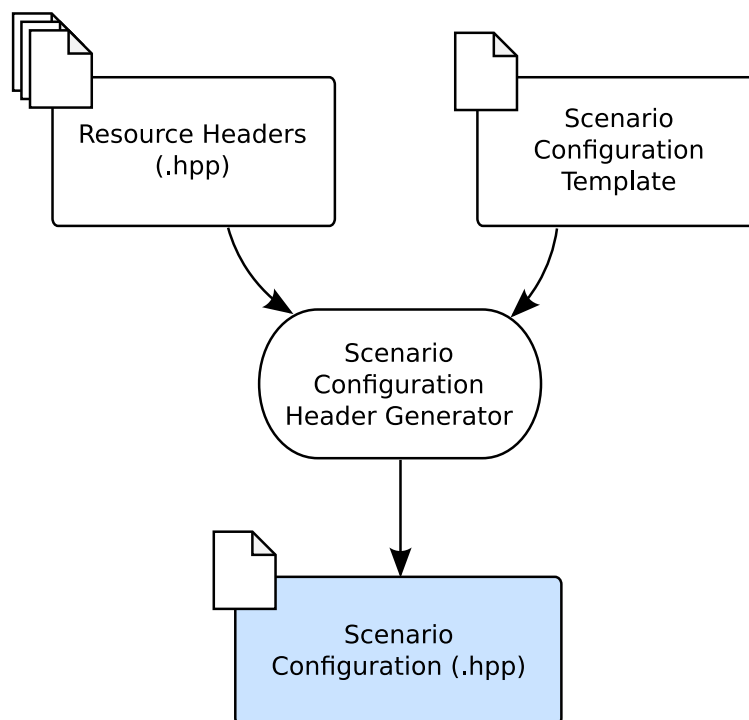 Resource Headers
(.hpp)
Scenario
Configuration
Template
Scenario
Configuration
Header Generator
Scenario
Configuration (.hpp)